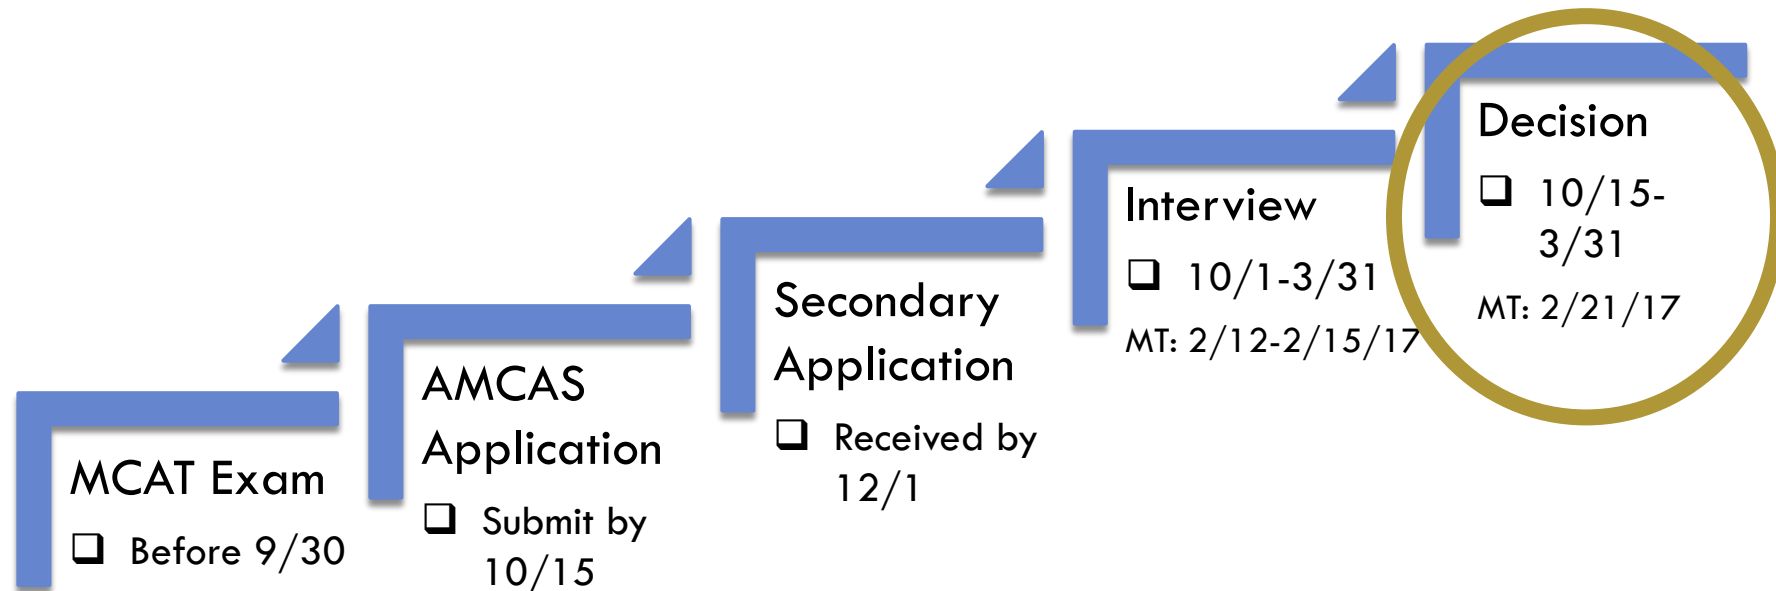 MCAT Exam
❑ Before 9/30
AMCAS
Application
❑ Submit by
10/15
Secondary
Application
❑ Received by
12/1
Interview
❑ 10/1-3/31
MT: 2/12-2/15/17
Decision
❑ 10/15-
3/31
MT: 2/21/17